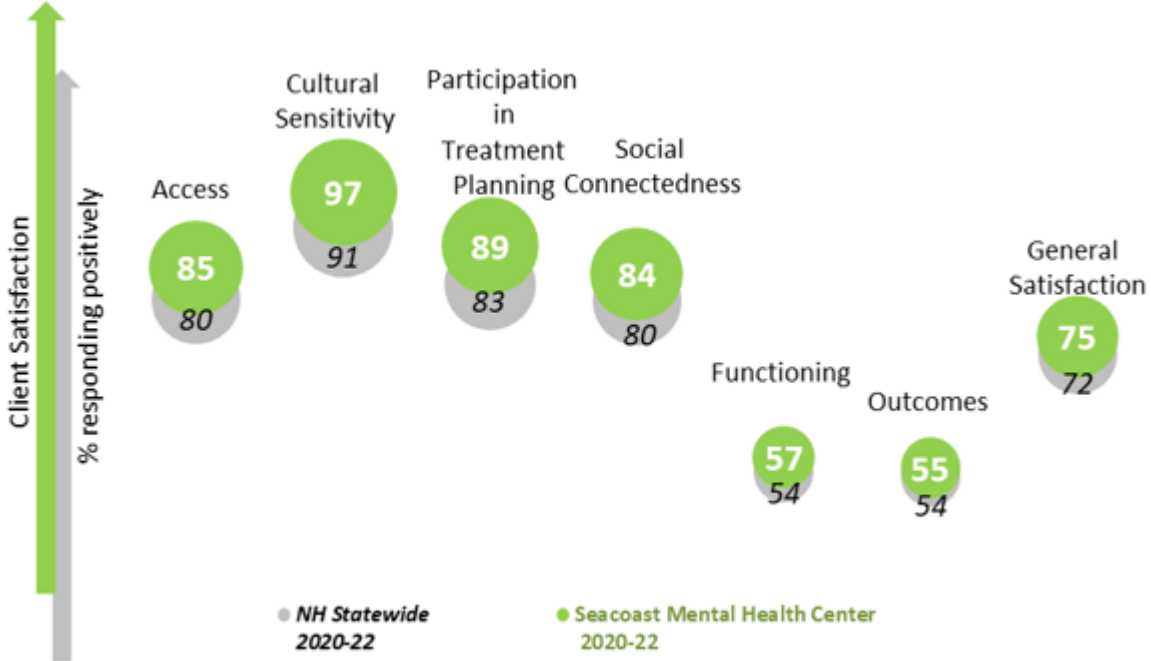 Client Satisfaction
% responding positively
Access
85
80
Cultural
Sensitivity
97
91
Participation
in
Treatment
Planning
89
83
Social
Connectedness
84
80
Functioning
57
54
Outcomes
55
54
General
Satisfaction
75
72
NH Statewide
2020-22
Seacoast Mental Health Center
2020-22